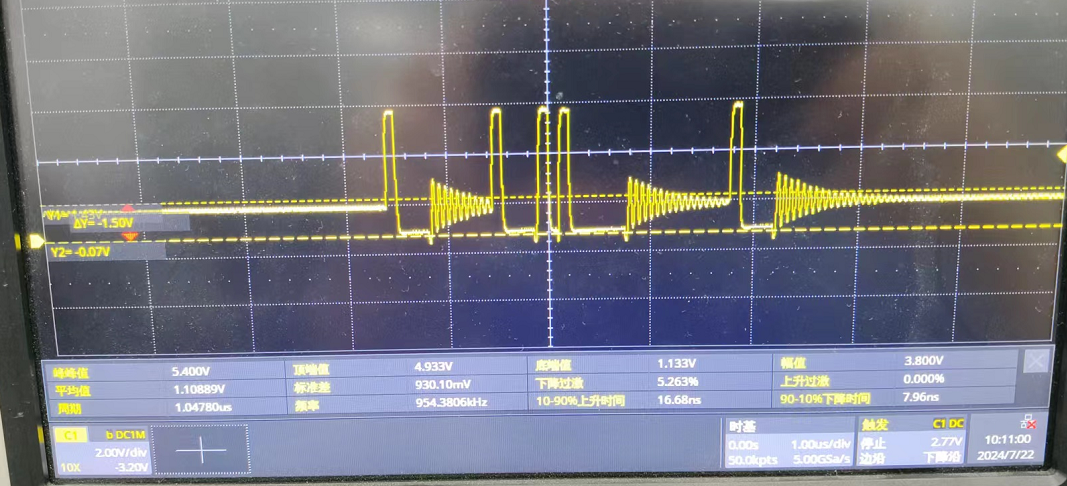 ΔY= -1.50V
Y2= -0.07V
峰峰值 5.400V 顶端值 4.933V 底端值 1.133V 幅值 3.800V
平均值 1.10889V 标准差 930.10mV 下降过激 5.263% 上升过激 0.000%
周期 1.04780us 频率 954.3806kHz 10-90%上升时间 16.68ns 90-10%下降时间 7.96ns
C1 DC1M
2.00V/div
10X -3.20V
时基
0.00s 1.00us/div
50.0kpts 5.00GSa/s
触发 C1 DC
停止 2.77V
边沿 下降沿
10:11:00
2024/7/22